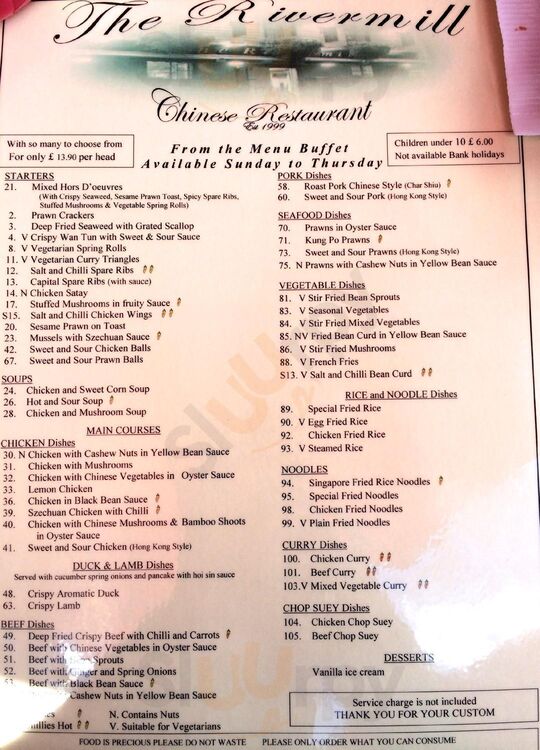 The Rivermill
Chinese Restaurant
Est 1999
With so many to choose from
For only £ 13.90 per head
From the Menu Buffet
Available Sunday to Thursday
Children under 10 £ 6.00
Not available Bank holidays
STARTERS
21. Mixed Hors D'oeuvres
(With Crispy Seaweed, Sesame Prawn Toast, Spicy Spare Ribs,
Stuffed Mushrooms & Vegetable Spring Rolls)
2. Prawn Crackers
3. Deep Fried Seaweed with Grated Scallop
4. V Crispy Wan Tun with Sweet & Sour Sauce
8. V Vegetarian Spring Rolls
11. V Vegetarian Curry Triangles
12. Salt and Chilli Spare Ribs
13. Capital Spare Ribs (with sauce)
14. N Chicken Satay
17. Stuffed Mushrooms in fruity Sauce
S15. Salt and Chilli Chicken Wings
20. Sesame Prawn on Toast
23. Mussels with Szechuan Sauce
42. Sweet and Sour Chicken Balls
67. Sweet and Sour Prawn Balls
SOUPS
24. Chicken and Sweet Corn Soup
26. Hot and Sour Soup
28. Chicken and Mushroom Soup
MAIN COURSES
CHICKEN Dishes
30. N Chicken with Cashew Nuts in Yellow Bean Sauce
31. Chicken with Mushrooms
32. Chicken with Chinese Vegetables in Oyster Sauce
33. Lemon Chicken
36. Chicken in Black Bean Sauce
39. Szechuan Chicken with Chilli
40. Chicken with Chinese Mushrooms & Bamboo Shoots
in Oyster Sauce
41. Sweet and Sour Chicken (Hong Kong Style)
DUCK & LAMB Dishes
Served with cucumber spring onions and pancake with hoi sin sauce
48. Crispy Aromatic Duck
63. Crispy Lamb
BEEF Dishes
49. Deep Fried Crispy Beef with Chilli and Carrots
50. Beef with Chinese Vegetables in Oyster Sauce
51. Beef with Sprouts
52. Beef with Ginger and Spring Onions
53. Beef with Black Bean Sauce
Cashew Nuts in Yellow Bean Sauce
N. Contains Nuts
Hot V. Suitable for Vegetarians
PORK Dishes
58. Roast Pork Chinese Style (Char Shiu)
60. Sweet and Sour Pork (Hong Kong Style)
SEAFOOD Dishes
70. Prawns in Oyster Sauce
71. Kung Po Prawns
73. Sweet and Sour Prawns (Hong Kong Style)
75. N Prawns with Cashew Nuts in Yellow Bean Sauce
VEGETABLE Dishes
81. V Stir Fried Bean Sprouts
83. V Seasonal Vegetables
84. V Stir Fried Mixed Vegetables
85. NV Fried Bean Curd in Yellow Bean Sauce
86. V Stir Fried Mushrooms
88. V French Fries
S13. V Salt and Chilli Bean Curd
RICE and NOODLE Dishes
89. Special Fried Rice
90. V Egg Fried Rice
92. Chicken Fried Rice
93. V Steamed Rice
NOODLES
94. Singapore Fried Rice Noodles
95. Special Fried Noodles
98. Chicken Fried Noodles
99. V Plain Fried Noodles
CURRY Dishes
100. Chicken Curry
101. Beef Curry
103. V Mixed Vegetable Curry
CHOP SUEY Dishes
104. Chicken Chop Suey
105. Beef Chop Suey
DESSERTS
Vanilla ice cream
Service charge is not included
THANK YOU FOR YOUR CUSTOM
FOOD IS PRECIOUS PLEASE DO NOT WASTE PLEASE ONLY ORDER WHAT YOU CAN CONSUME
sluurpy